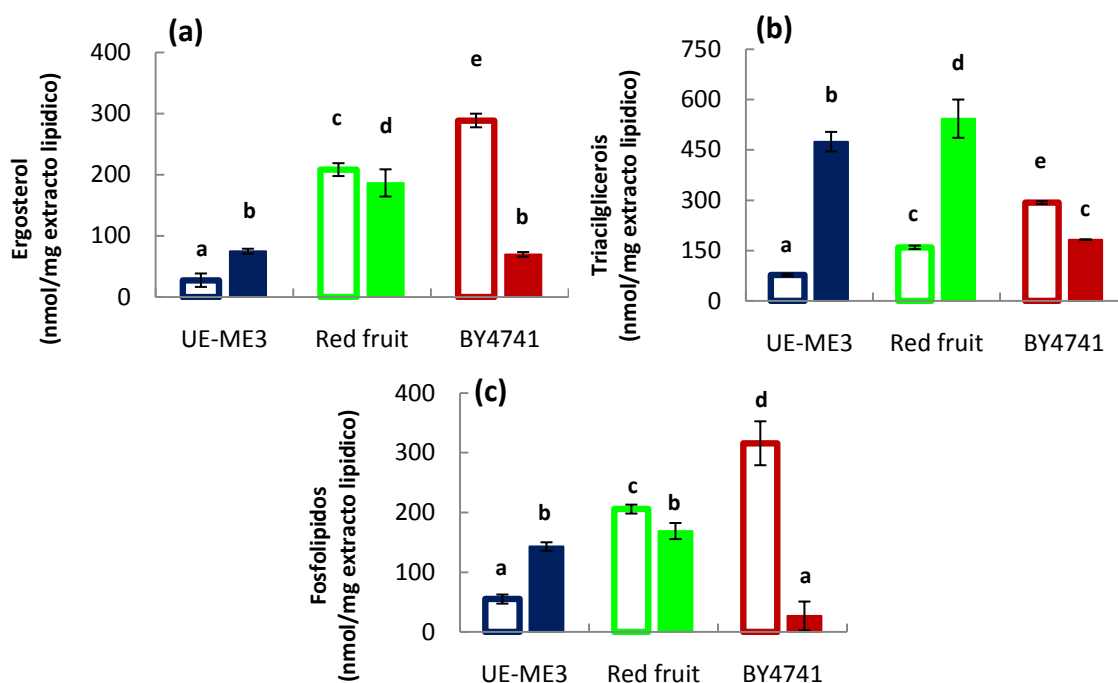 (a)
Ergosterol
(nmol/mg extracto lipidico)
400
300
200
100
0
a
b
c
d
e
b
UE-ME3
Red fruit
BY4741
(b)
Triacilgliceróis
(nmol/mg extracto lipidico)
750
600
450
300
150
0
a
b
c
d
e
c
UE-ME3
Red fruit
BY4741
(c)
Fosfolipidos
(nmol/mg extracto lipidico)
400
300
200
100
0
a
b
c
b
d
a
UE-ME3
Red fruit
BY4741